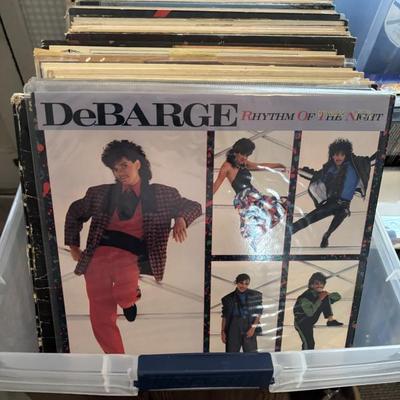 DeBARGE
RHYTHM OF THE NIGHT